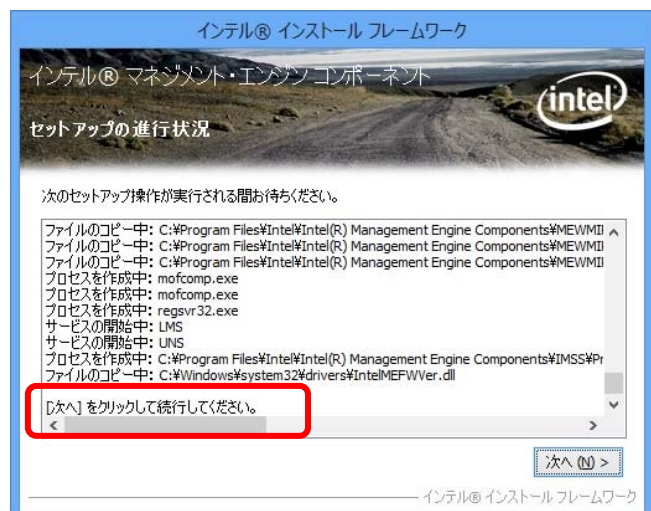 インテル® インストール フレームワーク
インテル® マネジメント・エンジン コンポーネント
intel
セットアップの進行状況
次のセットアップ操作が実行される間お待ちください。
ファイルのコピー中: C:¥Program Files¥Intel¥Intel(R) Management Engine Components¥MEWMI
ファイルのコピー中: C:¥Program Files¥Intel¥Intel(R) Management Engine Components¥MEWMI
ファイルのコピー中: C:¥Program Files¥Intel¥Intel(R) Management Engine Components¥MEWMI
プロセスを作成中: mofcomp.exe
プロセスを作成中: mofcomp.exe
プロセスを作成中: regsvr32.exe
サービスの開始中: LMS
サービスの開始中: UNS
プロセスを作成中: C:¥Program Files¥Intel¥Intel(R) Management Engine Components¥IMSS¥Pr
ファイルのコピー中: C:¥Windows¥system32¥drivers¥IntelMEFWVer.dll
[次へ] をクリックして続行してください。
次へ (N) >
インテル® インストール フレームワーク